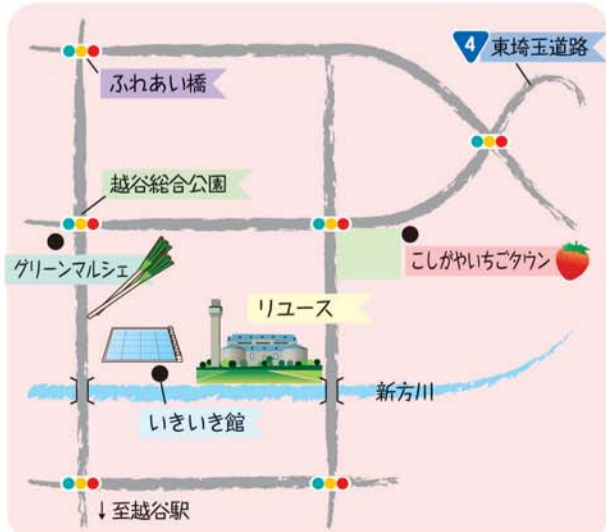 4
東埼玉道路
ふれあい橋
越谷総合公園
グリーンマルシェ
こしがやいちごタウン
リユース
新方川
いきいき館
↓至越谷駅